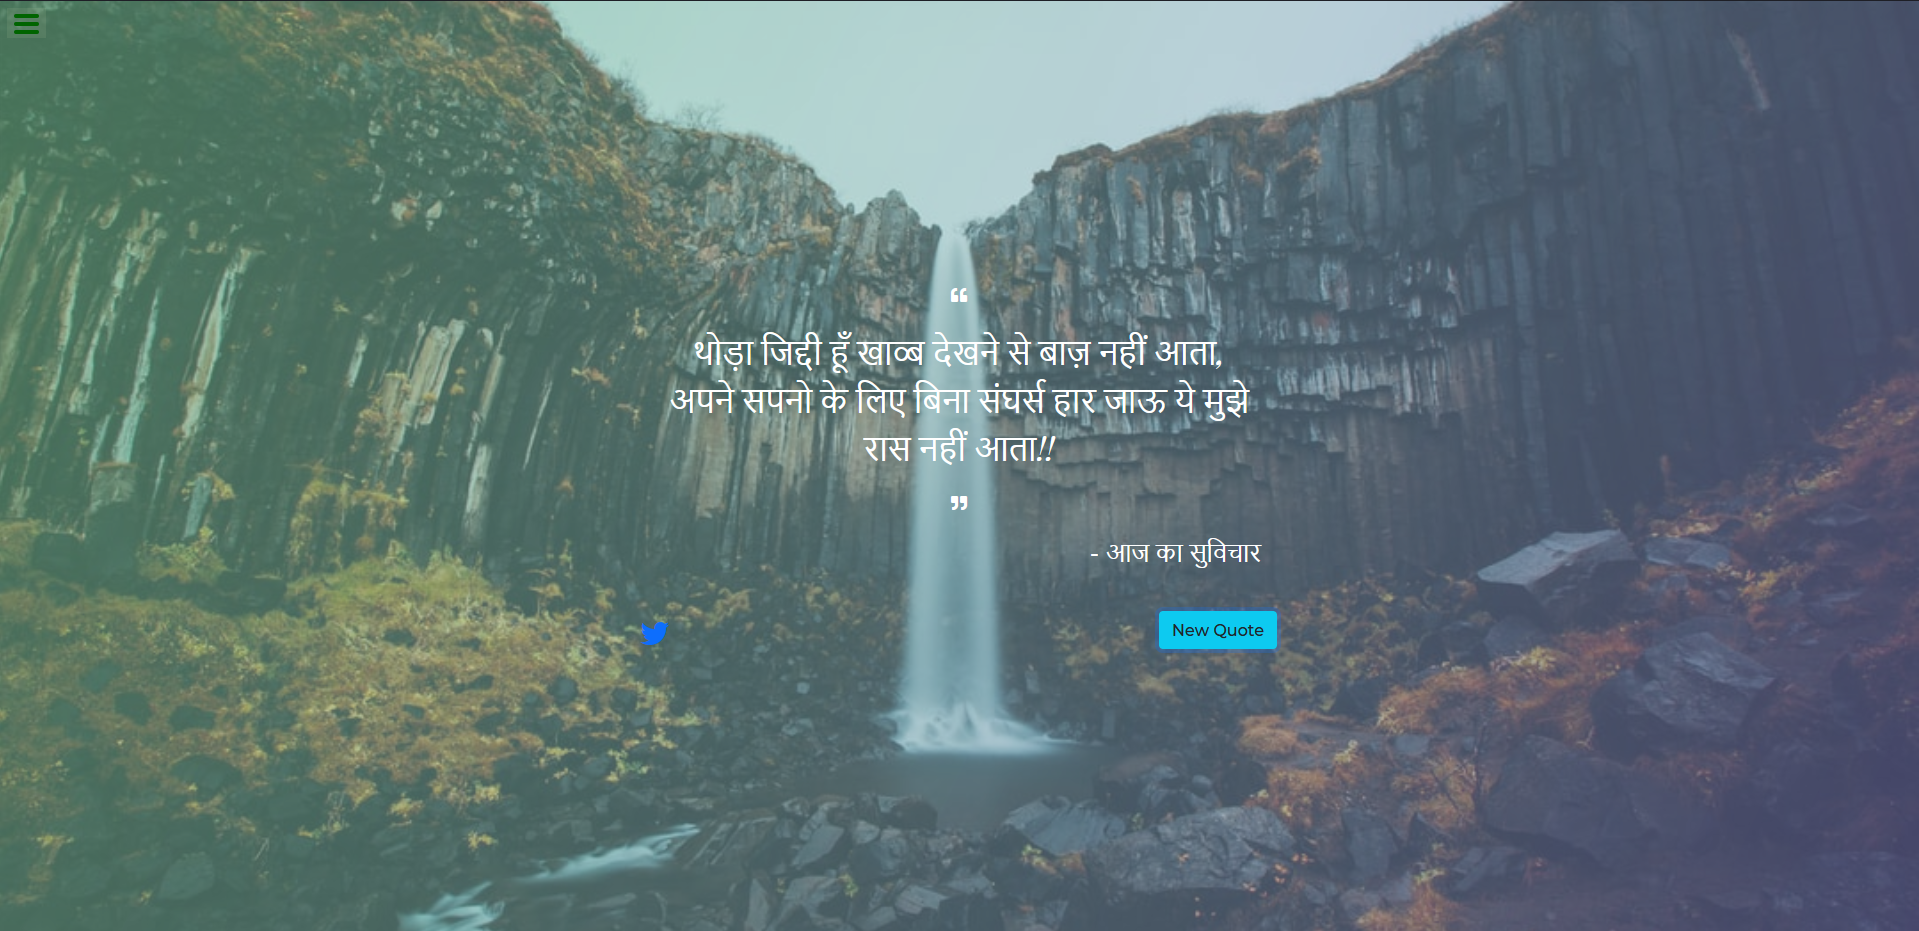 ❝
थोड़ा जिद्दी हूँ खाव्ब देखने से बाज़ नहीं आता,
अपने सपनो के लिए बिना संघर्स हार जाऊ ये मुझे
रास नहीं आता!!
❞
- आज का सुविचार
New Quote